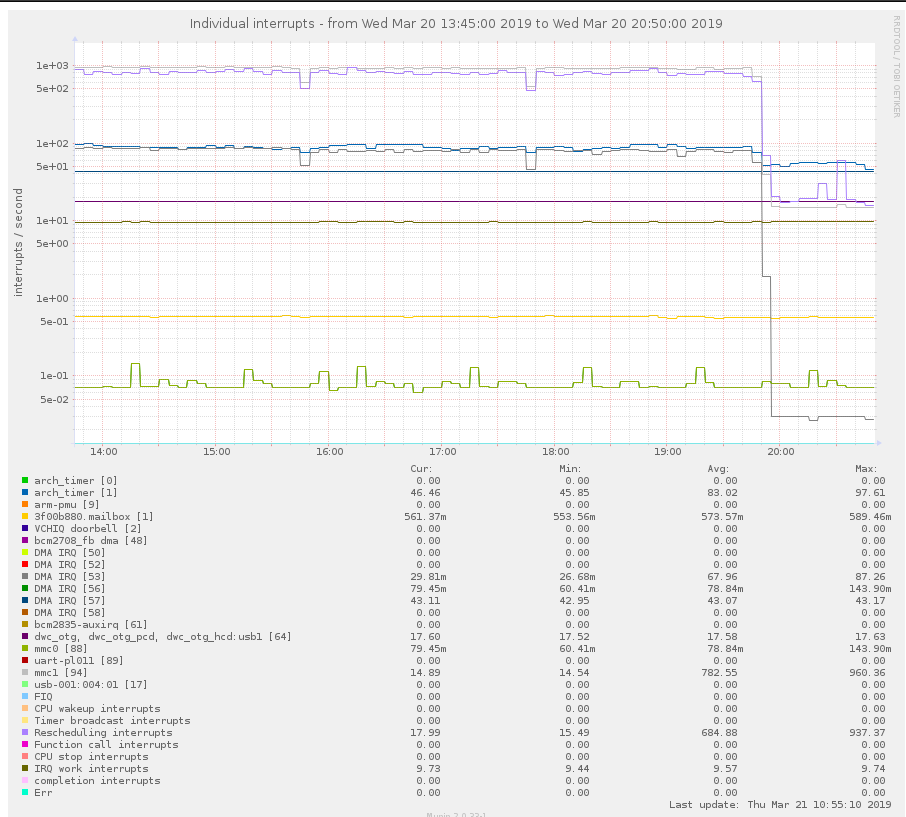 Individual interrupts - from Wed Mar 20 13:45:00 2019 to Wed Mar 20 20:50:00 2019
RRDTOOL / TOBI OETIKER
interrupts / second
1e+03
5e+02
1e+02
5e+01
1e+01
5e+00
1e+00
5e-01
1e-01
5e-02
14:00 15:00 16:00 17:00 18:00 19:00 20:00
Cur: Min: Avg: Max:
arch_timer [0] 0.00 0.00 0.00 0.00
arch_timer [1] 46.46 45.85 83.02 97.61
arm-pmu [9] 0.00 0.00 0.00 0.00
3f00b880.mailbox [1] 561.37m 553.56m 573.57m 589.46m
VCHIQ doorbell [2] 0.00 0.00 0.00 0.00
bcm2708_fb dma [48] 0.00 0.00 0.00 0.00
DMA IRQ [50] 0.00 0.00 0.00 0.00
DMA IRQ [52] 0.00 0.00 0.00 0.00
DMA IRQ [53] 29.81m 26.68m 67.96 87.26
DMA IRQ [56] 79.45m 60.41m 78.84m 143.90m
DMA IRQ [57] 43.11 42.95 43.07 43.17
DMA IRQ [58] 0.00 0.00 0.00 0.00
bcm2835-auxirq [61] 0.00 0.00 0.00 0.00
dwc_otg, dwc_otg_pcd, dwc_otg_hcd:usb1 [64] 17.60 17.52 17.58 17.63
mmc0 [88] 79.45m 60.41m 78.84m 143.90m
uart-pl011 [89] 0.00 0.00 0.00 0.00
mmc1 [94] 14.89 14.54 782.55 960.36
usb-001:004:01 [17] 0.00 0.00 0.00 0.00
FIQ 0.00 0.00 0.00 0.00
CPU wakeup interrupts 0.00 0.00 0.00 0.00
Timer broadcast interrupts 0.00 0.00 0.00 0.00
Rescheduling interrupts 17.99 15.49 684.88 937.37
Function call interrupts 0.00 0.00 0.00 0.00
CPU stop interrupts 0.00 0.00 0.00 0.00
IRQ work interrupts 9.73 9.44 9.57 9.74
completion interrupts 0.00 0.00 0.00 0.00
Err 0.00 0.00 0.00 0.00
Last update: Thu Mar 21 10:55:10 2019
Munin